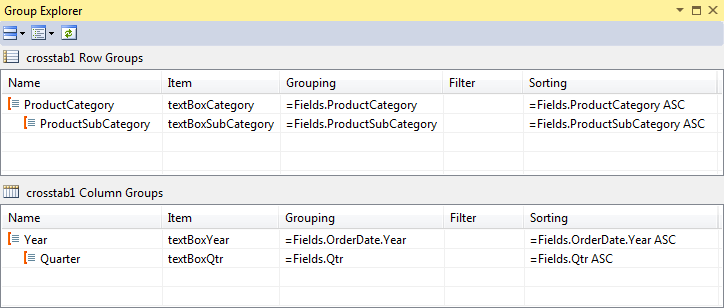 Group Explorer
crosstab1 Row Groups
Name Item Grouping Filter Sorting
ProductCategory textBoxCategory =Fields.ProductCategory =Fields.ProductCategory ASC
ProductSubCategory textBoxSubCategory =Fields.ProductSubCategory =Fields.ProductSubCategory ASC
crosstab1 Column Groups
Name Item Grouping Filter Sorting
Year textBoxYear =Fields.OrderDate.Year =Fields.OrderDate.Year ASC
Quarter textBoxQtr =Fields.Qtr =Fields.Qtr ASC